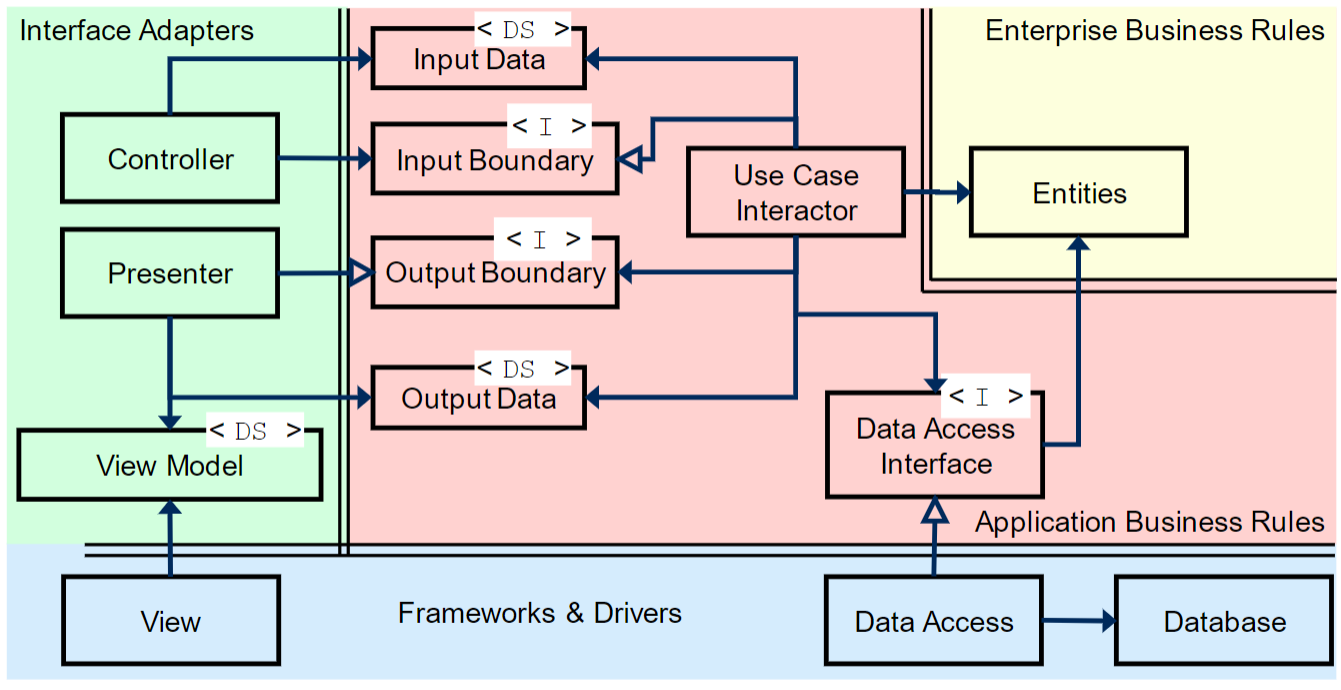 Interface Adapters
Enterprise Business Rules
< DS >
Input Data
< I >
Controller
Input Boundary
Use Case
Interactor
Entities
< I >
Presenter
Output Boundary
< DS >
Output Data
< I >
Data Access
Interface
< DS >
View Model
Application Business Rules
View
Frameworks & Drivers
Data Access
Database